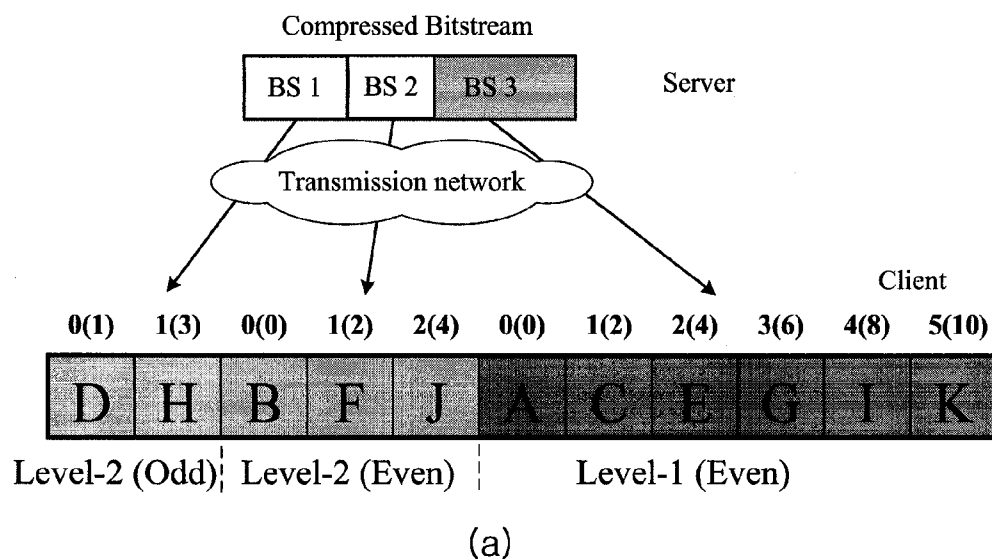 Compressed Bitstream
BS 1 BS 2 BS 3 Server
Transmission network
Client
0(1) 1(3) 0(0) 1(2) 2(4) 0(0) 1(2) 2(4) 3(6) 4(8) 5(10)
D H B F J A C E G I K
Level-2 (Odd) Level-2 (Even) Level-1 (Even)
(a)